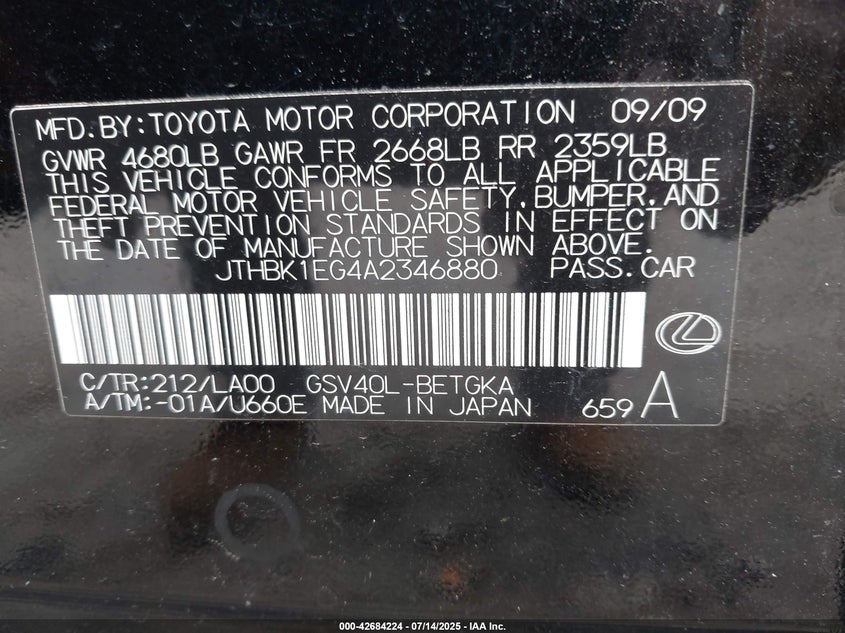 MFD.BY:TOYOTA MOTOR CORPORATION 09/09
GVWR 4680LB GAWR FR 2668LB RR 2359LB
THIS VEHICLE CONFORMS TO ALL APPLICABLE
FEDERAL MOTOR VEHICLE SAFETY,BUMPER,AND
THEFT PREVENTION STANDARDS IN EFFECT ON
THE DATE OF MANUFACTURE SHOWN ABOVE.
JTHBK1EG4A2346880 PASS.CAR
C/TR:212/LA00 GSV40L-BETGKA
A/TM:-01A/U660E MADE IN JAPAN 659 A
000-42684224 - 07/14/2025 - IAA Inc.